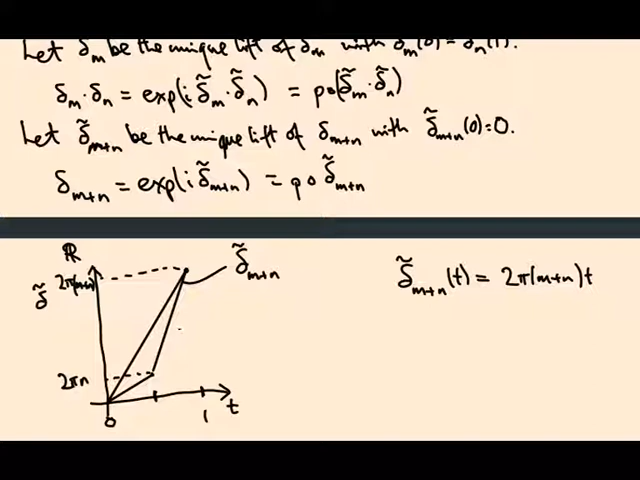 Let δ̃_m be the unique lift of δ_m with δ̃_m(0) = δ̃_n(1).
δ_m · δ_n = exp(i δ̃_m · δ̃_n) = p∘(δ̃_m · δ̃_n)
Let δ̃_{m+n} be the unique lift of δ_{m+n} with δ̃_{m+n}(0) = 0.
δ_{m+n} = exp(i δ̃_{m+n}) = p∘δ̃_{m+n}
ℝ
δ̃_{m+n}
2π(m+n)
δ̃
δ̃_{m+n}(t) = 2π(m+n)t
2πn
0
1
t